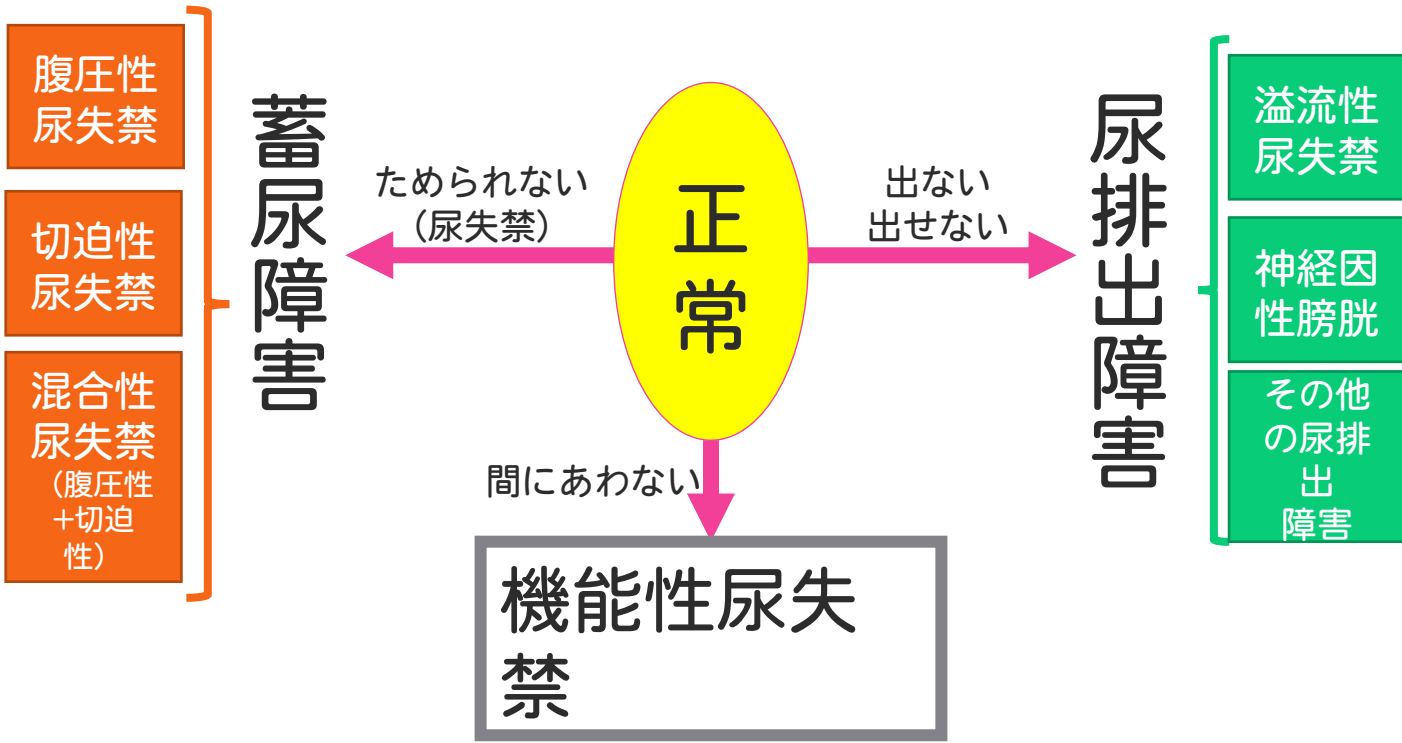 腹圧性
尿失禁
切迫性
尿失禁
混合性
尿失禁
（腹圧性
+切迫
性）
蓄尿障害
ためられない
（尿失禁）
正常
出ない
出せない
尿排出障害
溢流性
尿失禁
神経因
性膀胱
その他
の尿排
出
障害
間にあわない
機能性尿失
禁